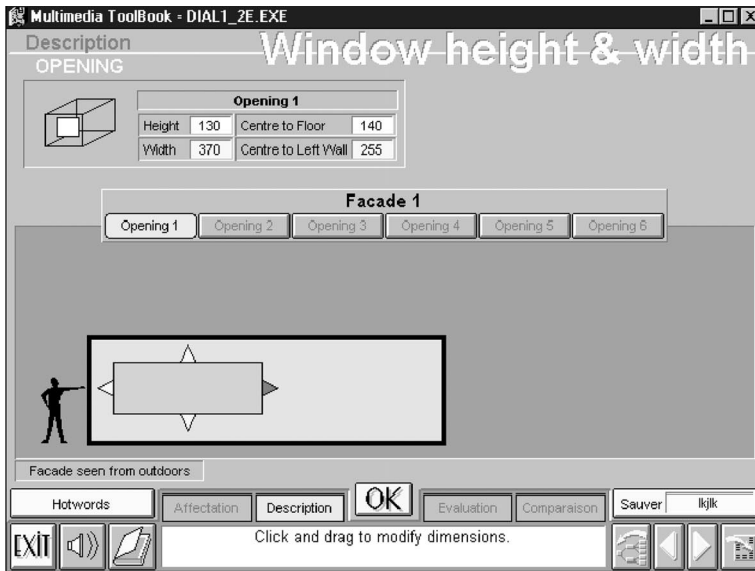 Multimedia ToolBook - DIAL1_2E.EXE
Description
Window height & width
OPENING
Opening 1
Height 130 Centre to Floor 140
Width 370 Centre to Left Wall 255
Facade 1
Opening 1 Opening 2 Opening 3 Opening 4 Opening 5 Opening 6
Facade seen from outdoors
Hotwords Affectation Description OK Evaluation Comparaison Sauver lkjlk
EXIT Click and drag to modify dimensions.